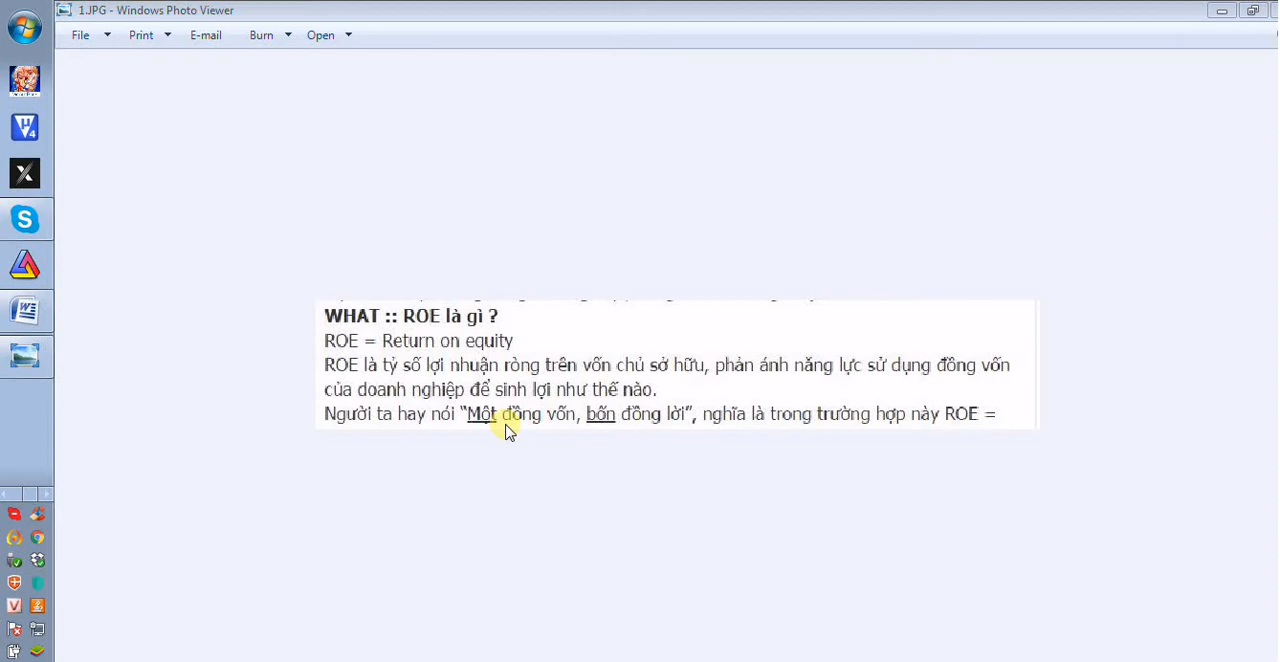 1.JPG - Windows Photo Viewer
File Print E-mail Burn Open
WHAT :: ROE là gì ?
ROE = Return on equity
ROE là tỷ số lợi nhuận ròng trên vốn chủ sở hữu, phản ánh năng lực sử dụng đồng vốn
của doanh nghiệp để sinh lợi như thế nào.
Người ta hay nói “Một đồng vốn, bốn đồng lời”, nghĩa là trong trường hợp này ROE =